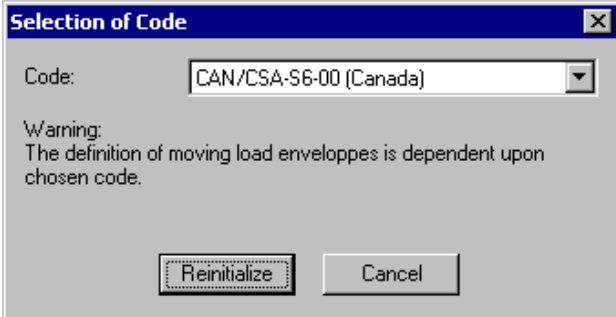 Selection of Code
Code: CAN/CSA-S6-00 (Canada)
Warning:
The definition of moving load enveloppes is dependent upon
chosen code.
Reinitialize Cancel